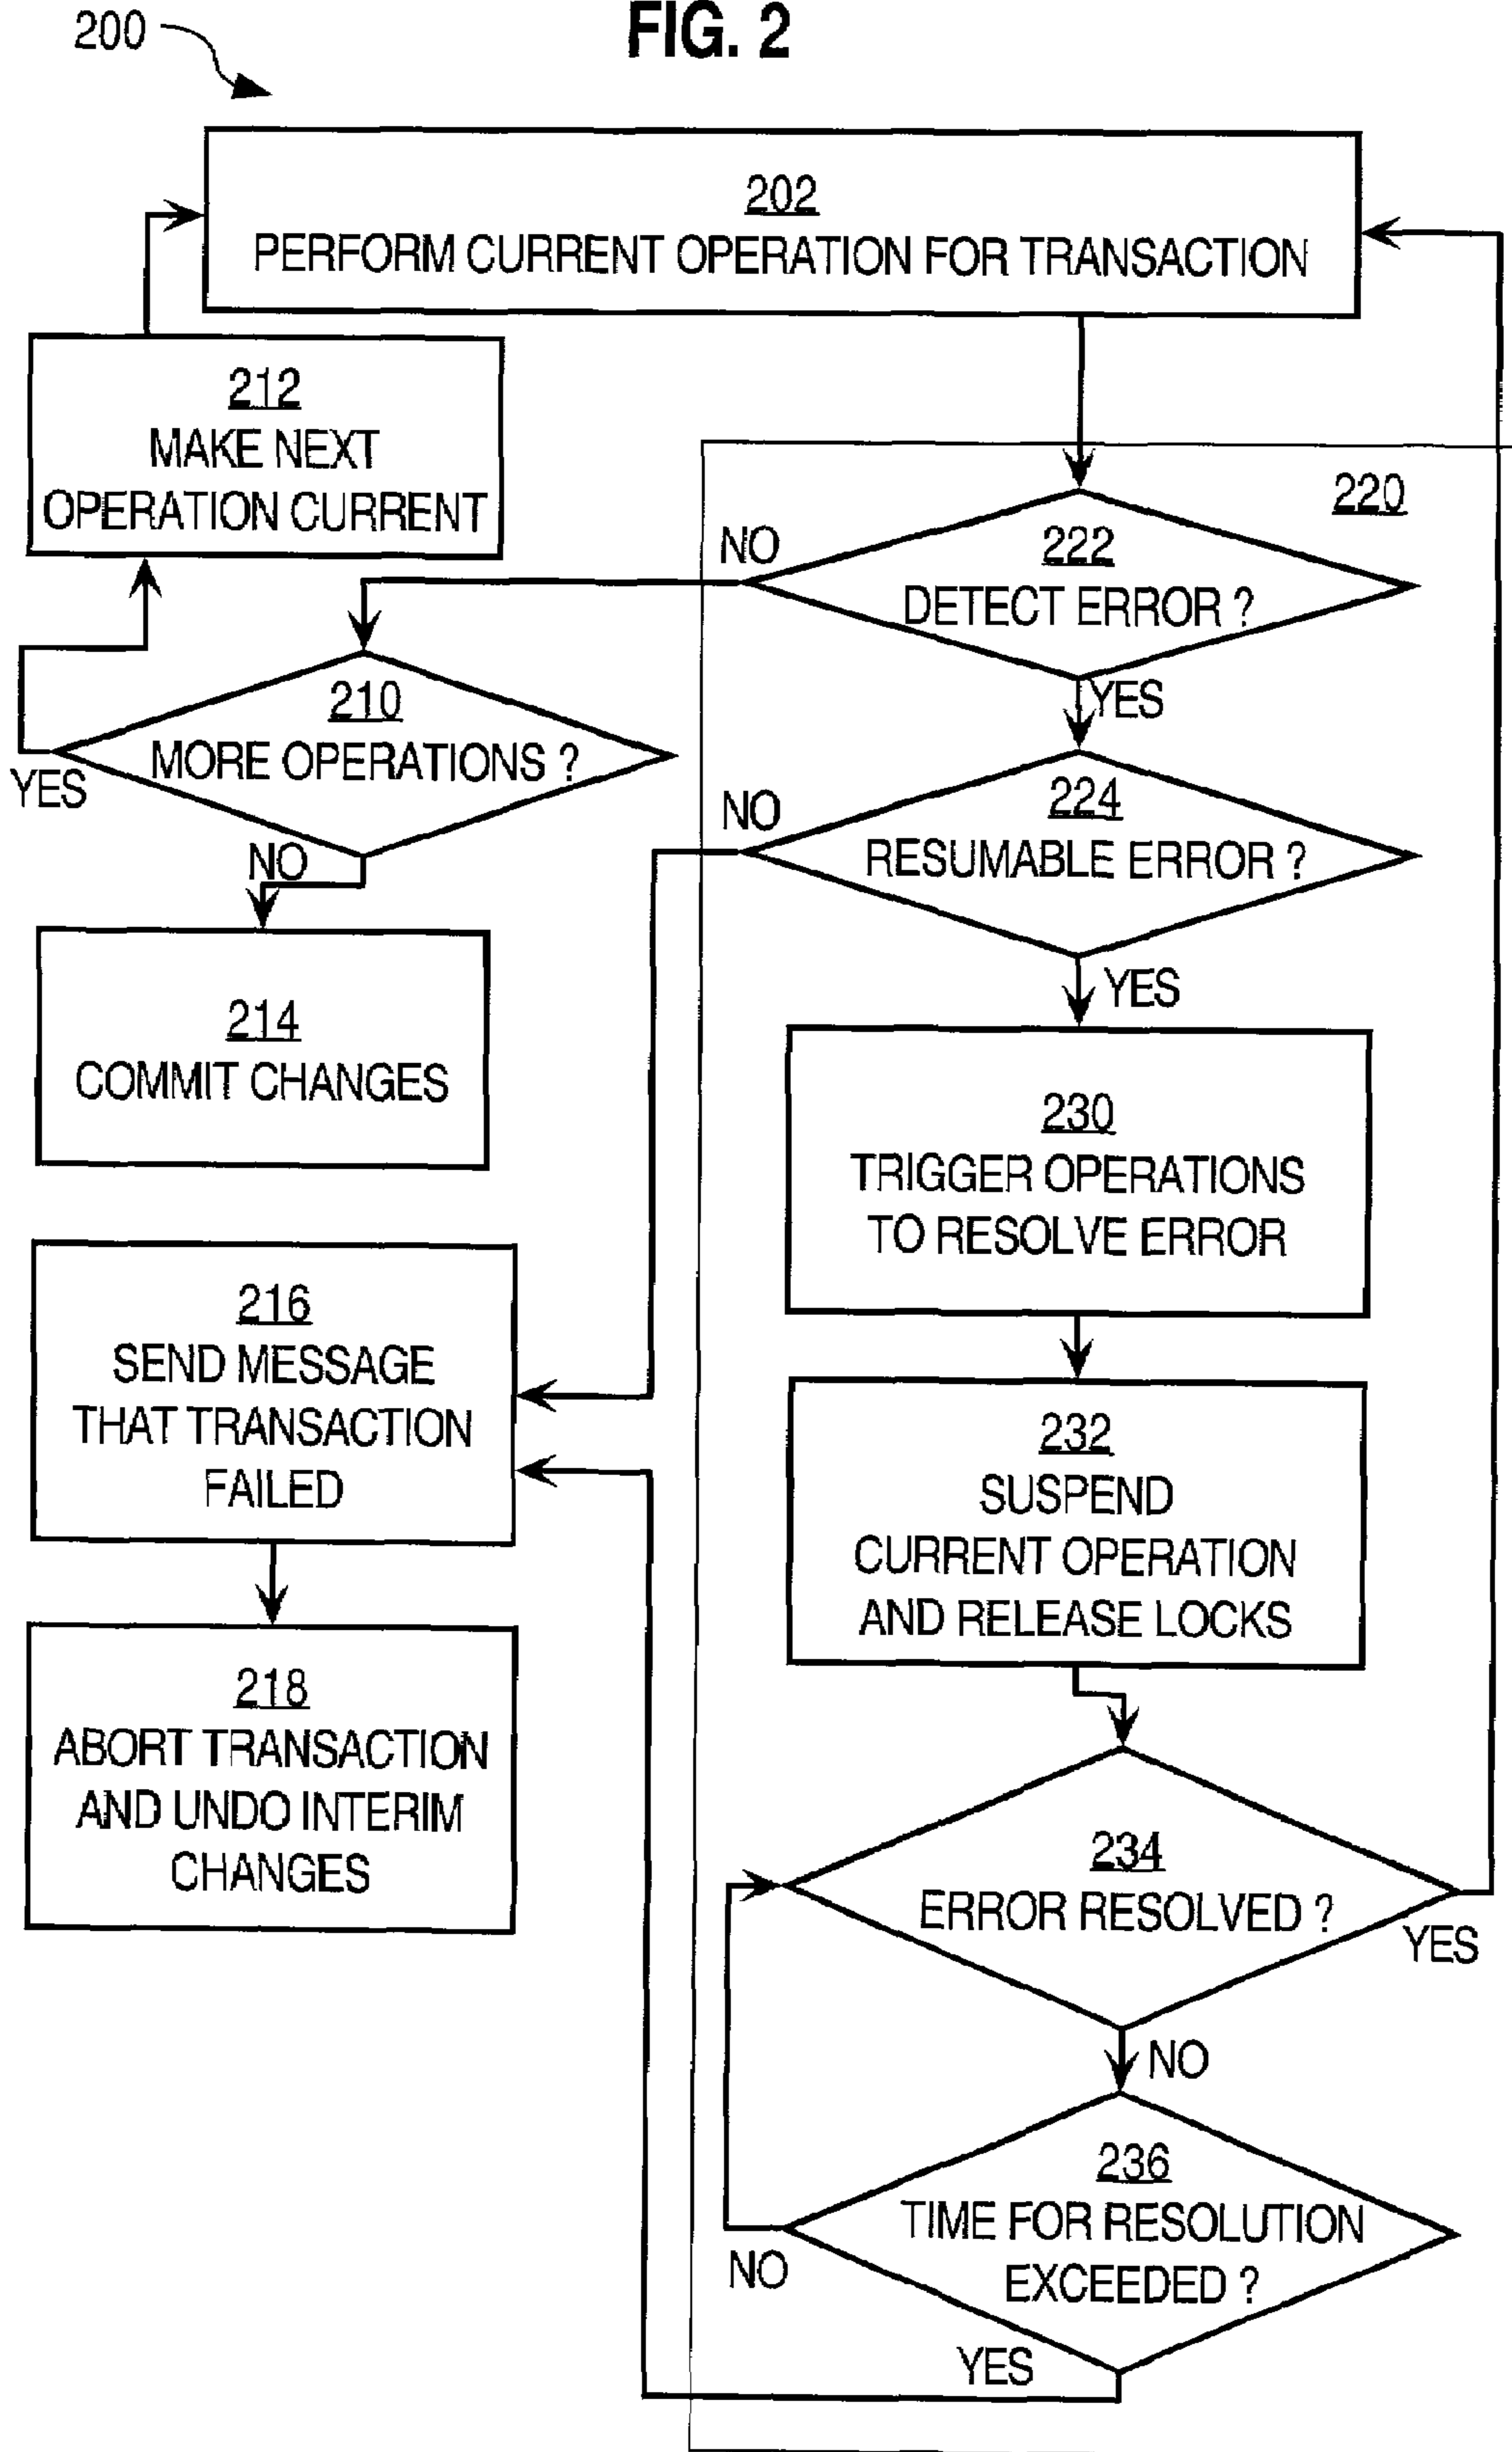 FIG. 2
200
202
PERFORM CURRENT OPERATION FOR TRANSACTION
212
MAKE NEXT
OPERATION CURRENT
220
NO
222
DETECT ERROR ?
YES
210
MORE OPERATIONS ?
YES
NO
NO
224
RESUMABLE ERROR ?
YES
214
COMMIT CHANGES
230
TRIGGER OPERATIONS
TO RESOLVE ERROR
216
SEND MESSAGE
THAT TRANSACTION
FAILED
232
SUSPEND
CURRENT OPERATION
AND RELEASE LOCKS
218
ABORT TRANSACTION
AND UNDO INTERIM
CHANGES
234
ERROR RESOLVED ?
YES
NO
236
TIME FOR RESOLUTION
EXCEEDED ?
NO
YES